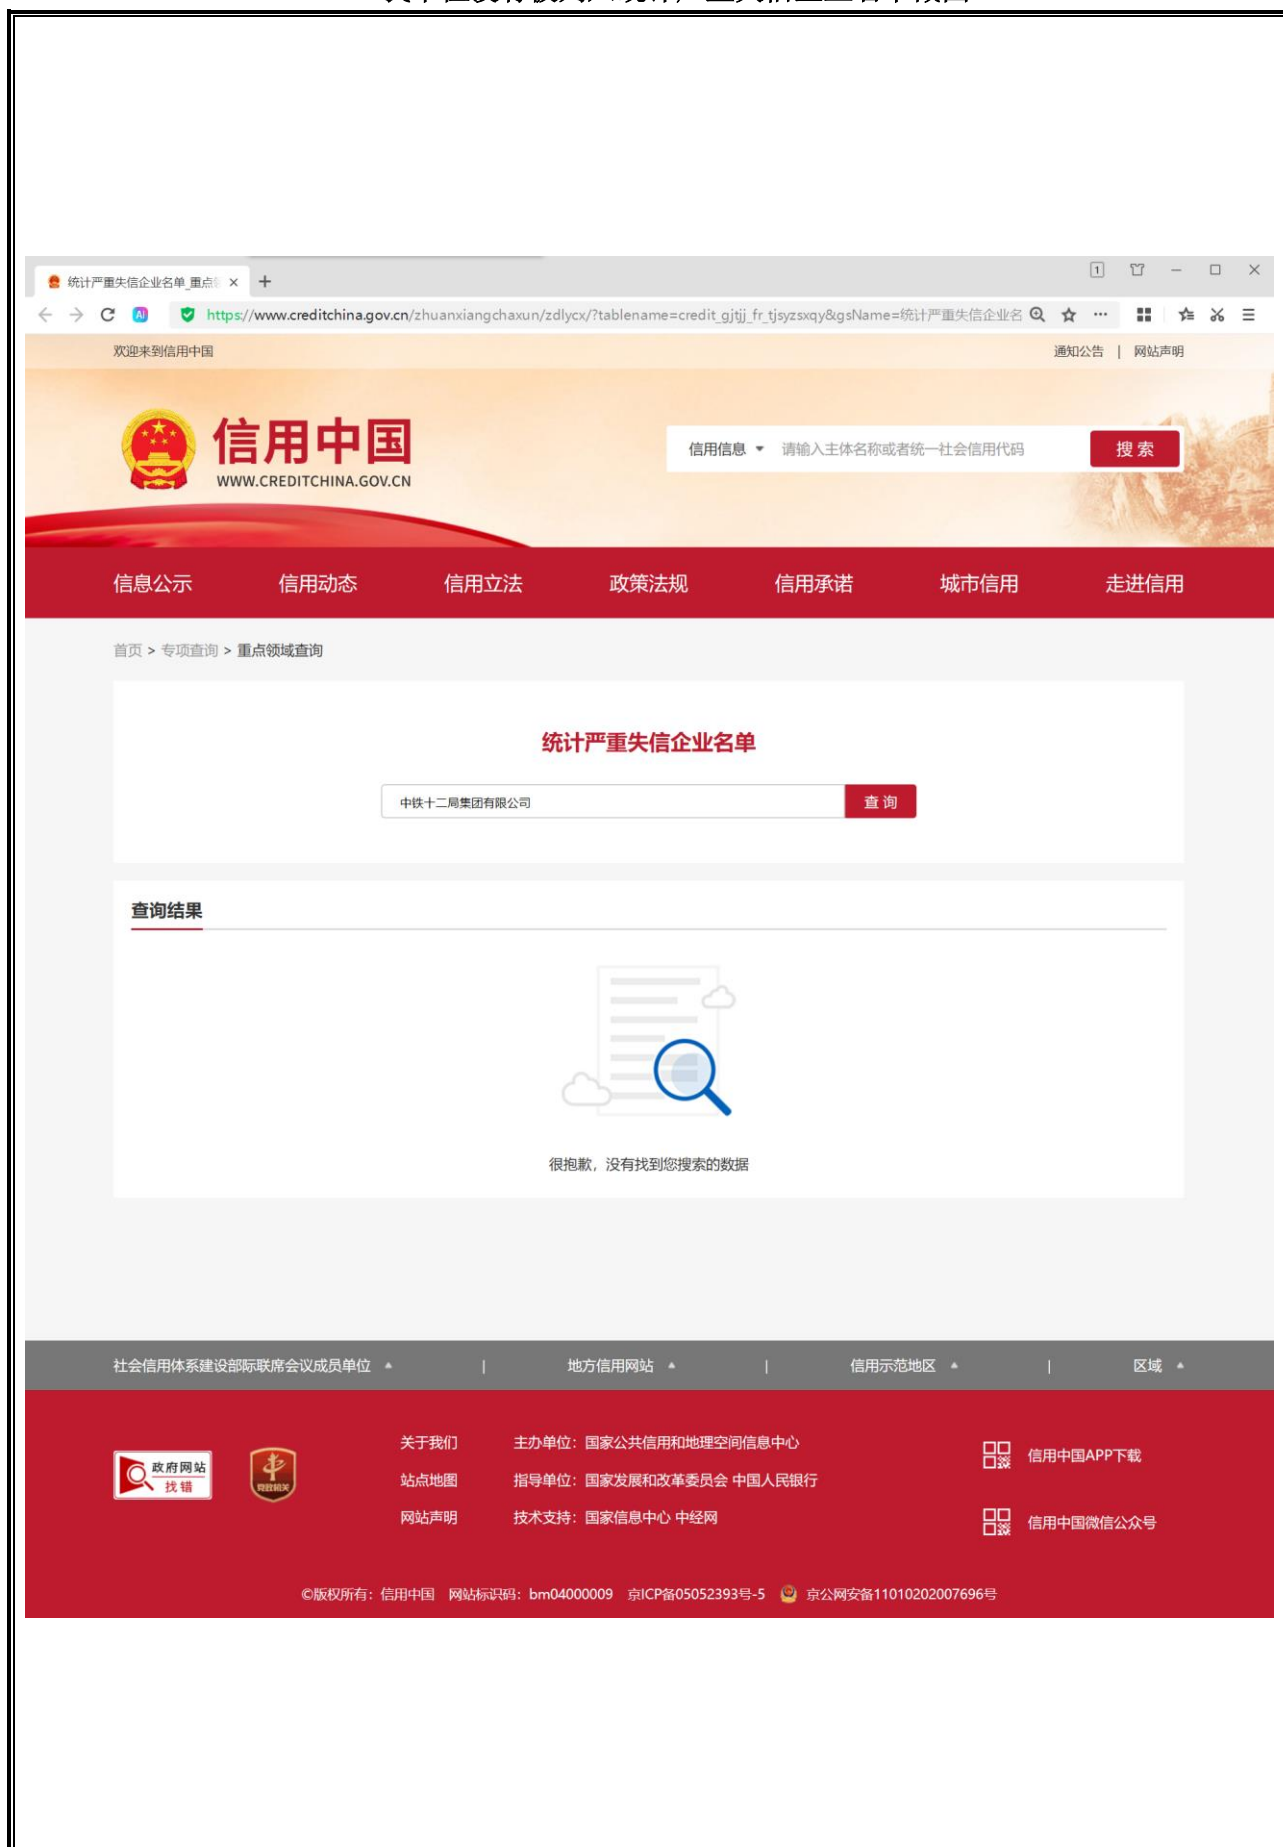 统计严重失信企业名单_重点
https://www.creditchina.gov.cn/zhuanxiangchaxun/zdlycx/?tablename=credit_gjtjj_fr_tjsyzsxqy&gsName=统计严重失信企业名
欢迎来到信用中国
通知公告 | 网站声明
信用中国
WWW.CREDITCHINA.GOV.CN
信用信息 请输入主体名称或者统一社会信用代码 搜索
信息公示 信用动态 信用立法 政策法规 信用承诺 城市信用 走进信用
首页 > 专项查询 > 重点领域查询
统计严重失信企业名单
中铁十二局集团有限公司 查询
查询结果
很抱歉，没有找到您搜索的数据
社会信用体系建设部际联席会议成员单位 | 地方信用网站 | 信用示范地区 | 区域
政府网站
找错
党政机关
关于我们 主办单位：国家公共信用和地理空间信息中心
站点地图 指导单位：国家发展和改革委员会 中国人民银行
网站声明 技术支持：国家信息中心 中经网
信用中国APP下载
信用中国微信公众号
©版权所有：信用中国 网站标识码：bm04000009 京ICP备05052393号-5 京公网安备11010202007696号